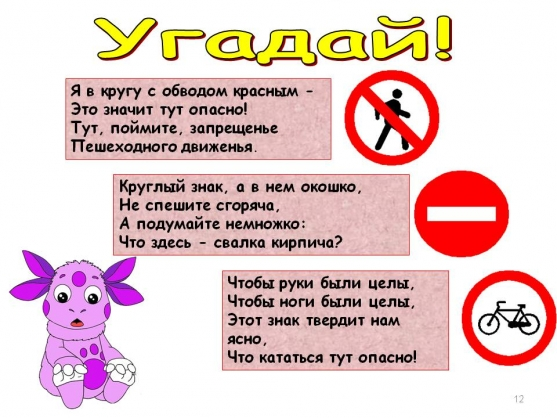 Угадай!
Я в кругу с обводом красным -
Это значит тут опасно!
Тут, поймите, запрещенье
Пешеходного движенья.
Круглый знак, а в нем окошко,
Не спешите сгоряча,
А подумайте немножко:
Что здесь - свалка кирпича?
Чтобы руки были целы,
Чтобы ноги были целы,
Этот знак твердит нам
ясно,
Что кататься тут опасно!
12